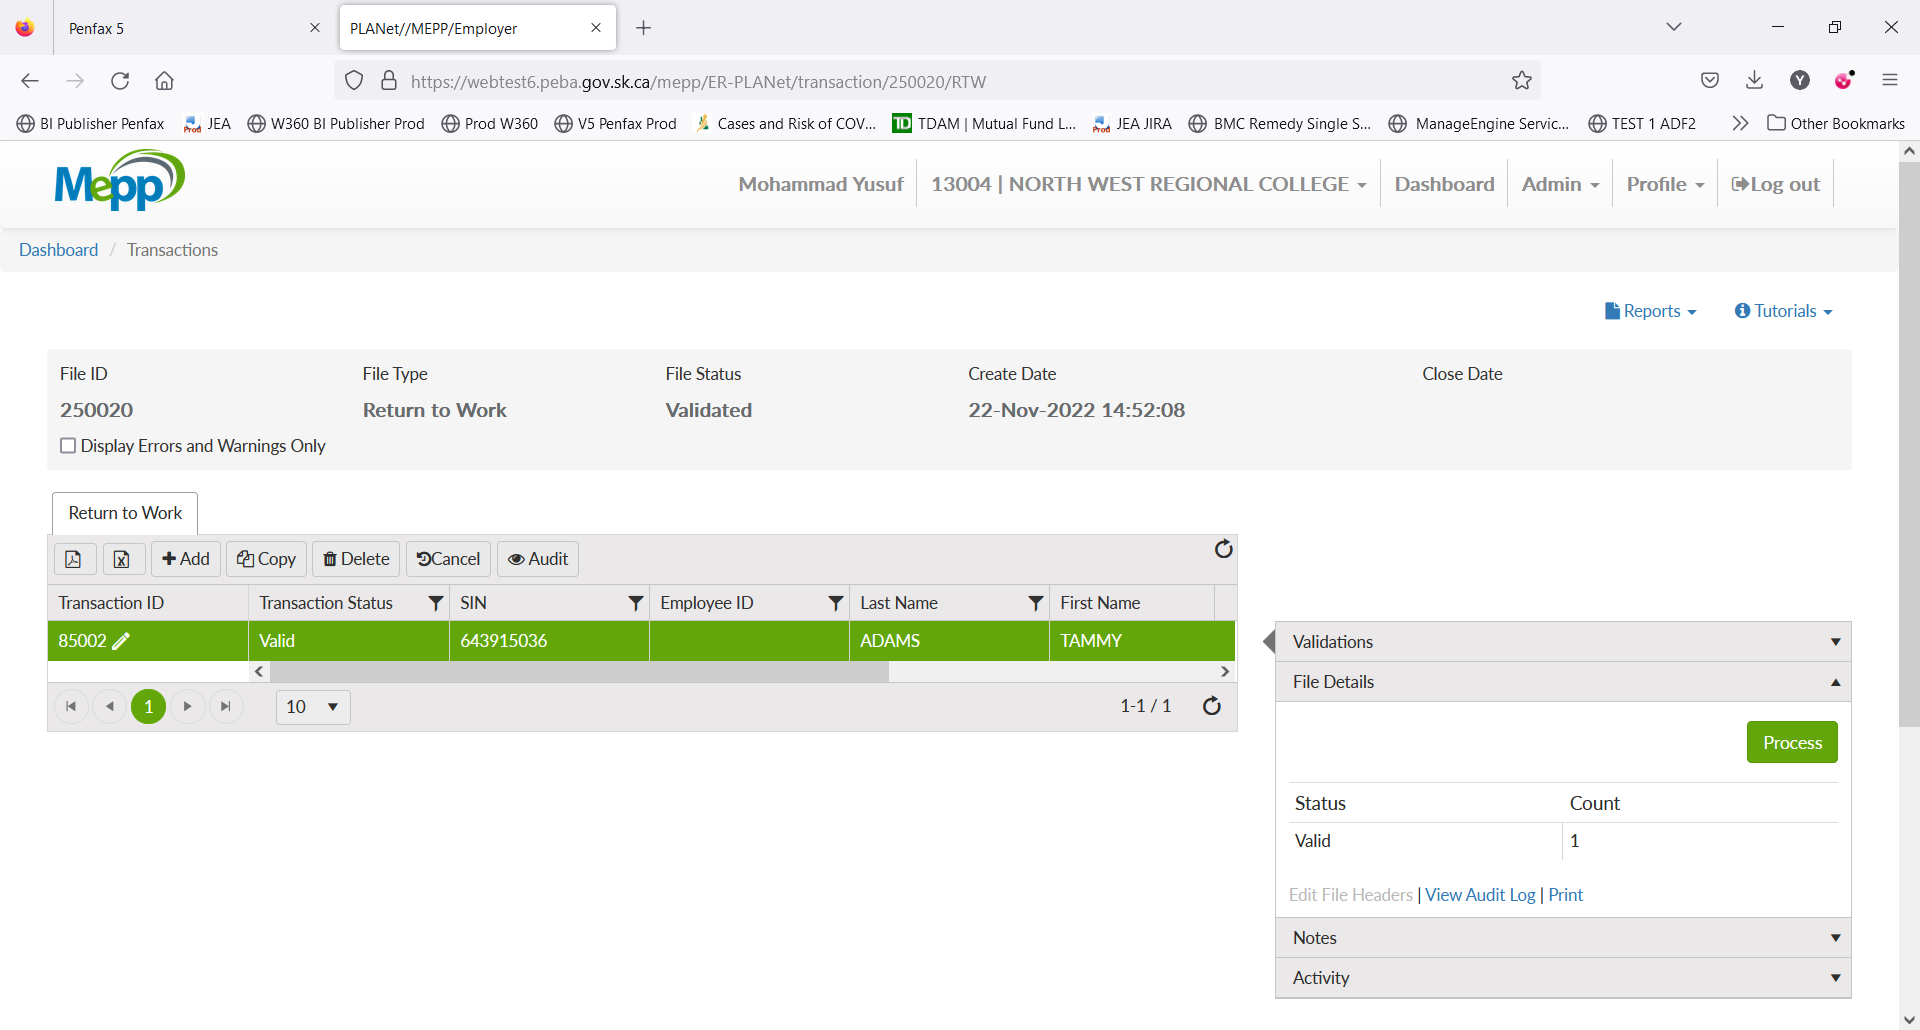 Penfax 5
PLANet//MEPP/Employer
https://webtest6.peba.gov.sk.ca/mepp/ER-PLANet/transaction/250020/RTW
Y
BI Publisher Penfax
JEA
W360 BI Publisher Prod
Prod W360
V5 Penfax Prod
Cases and Risk of COV...
TD TDAM | Mutual Fund L...
JEA JIRA
BMC Remedy Single S...
ManageEngine Servic...
TEST 1 ADF2
Other Bookmarks
Mepp
Mohammad Yusuf
13004 | NORTH WEST REGIONAL COLLEGE
Dashboard
Admin
Profile
Log out
Dashboard / Transactions
Reports
Tutorials
File ID
File Type
File Status
Create Date
Close Date
250020
Return to Work
Validated
22-Nov-2022 14:52:08
Display Errors and Warnings Only
Return to Work
Add
Copy
Delete
Cancel
Audit
Transaction ID
Transaction Status
SIN
Employee ID
Last Name
First Name
85002
Valid
643915036
ADAMS
TAMMY
1
10
1-1 / 1
Validations
File Details
Process
Status
Count
Valid
1
Edit File Headers | View Audit Log | Print
Notes
Activity